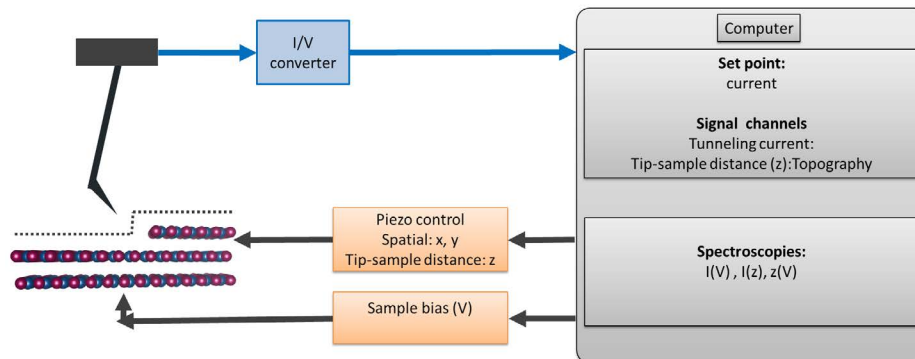 I/V
converter
Computer
Set point:
current
Signal channels
Tunneling current:
Tip-sample distance (z):Topography
Piezo control
Spatial: x, y
Tip-sample distance: z
Spectroscopies:
I(V) , I(z), z(V)
Sample bias (V)